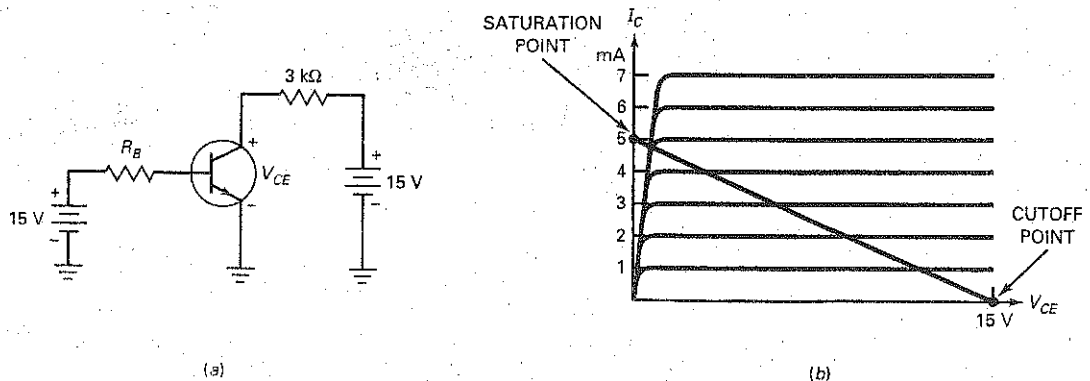 3 kΩ
R_B
+
V_CE
+
-
15 V
+
-
15 V
+
-
(a)
SATURATION
POINT
I_C
mA
7
6
5
4
3
2
1
CUTOFF
POINT
15 V
V_CE
(b)